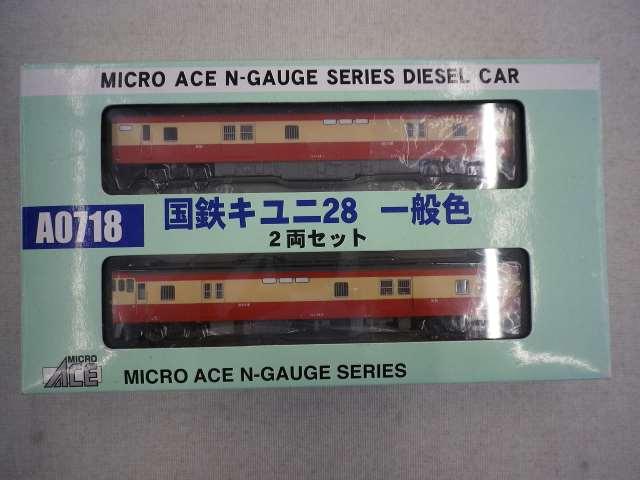 MICRO ACE N-GAUGE SERIES DIESEL CAR
A0718
国鉄キユニ28 一般色
2両セット
MICRO
ACE
MICRO ACE N-GAUGE SERIES